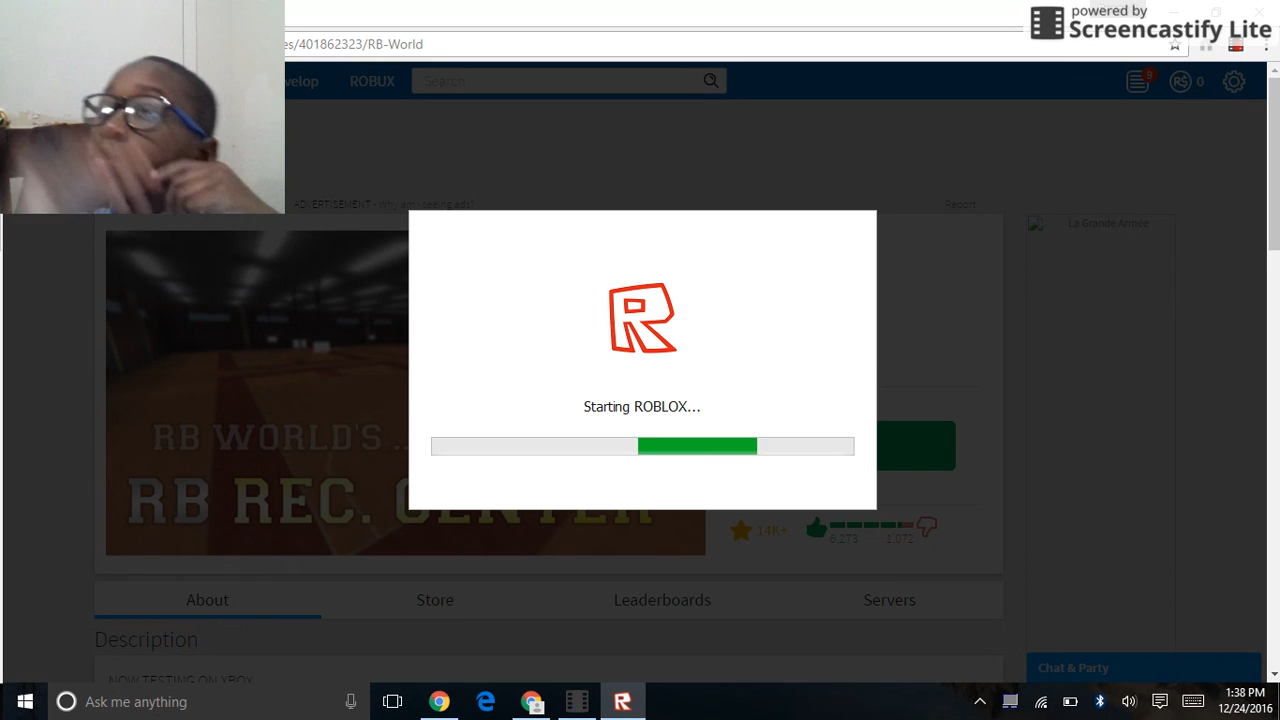 powered by
Screencastify Lite
es/401862323/RB-World
velop
ROBUX
Search
9
R$ 0
ADVERTISEMENT - Why am I seeing ads?
Report
La Grande Armée
Starting ROBLOX...
RB WORLD'S ...
RB REC. CENTER
14K+
6,273
1,072
About
Store
Leaderboards
Servers
Description
NOW TESTING ON XBOX
Chat & Party
Ask me anything
1:38 PM
12/24/2016